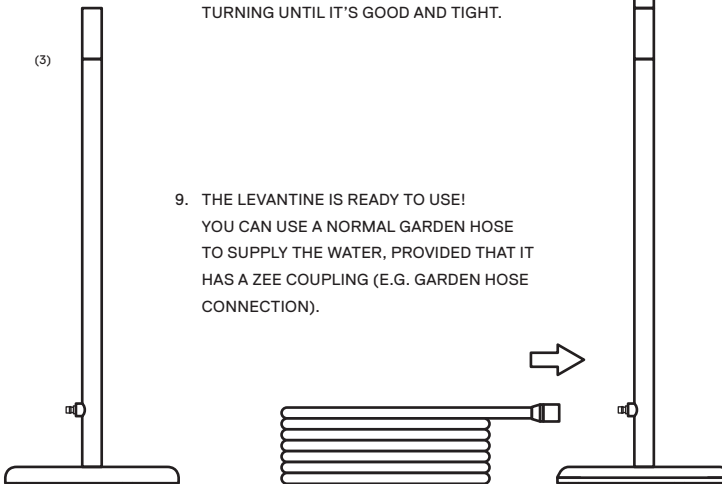 TURNING UNTIL IT'S GOOD AND TIGHT.
(3)
9. THE LEVANTINE IS READY TO USE!
YOU CAN USE A NORMAL GARDEN HOSE
TO SUPPLY THE WATER, PROVIDED THAT IT
HAS A ZEE COUPLING (E.G. GARDEN HOSE
CONNECTION).